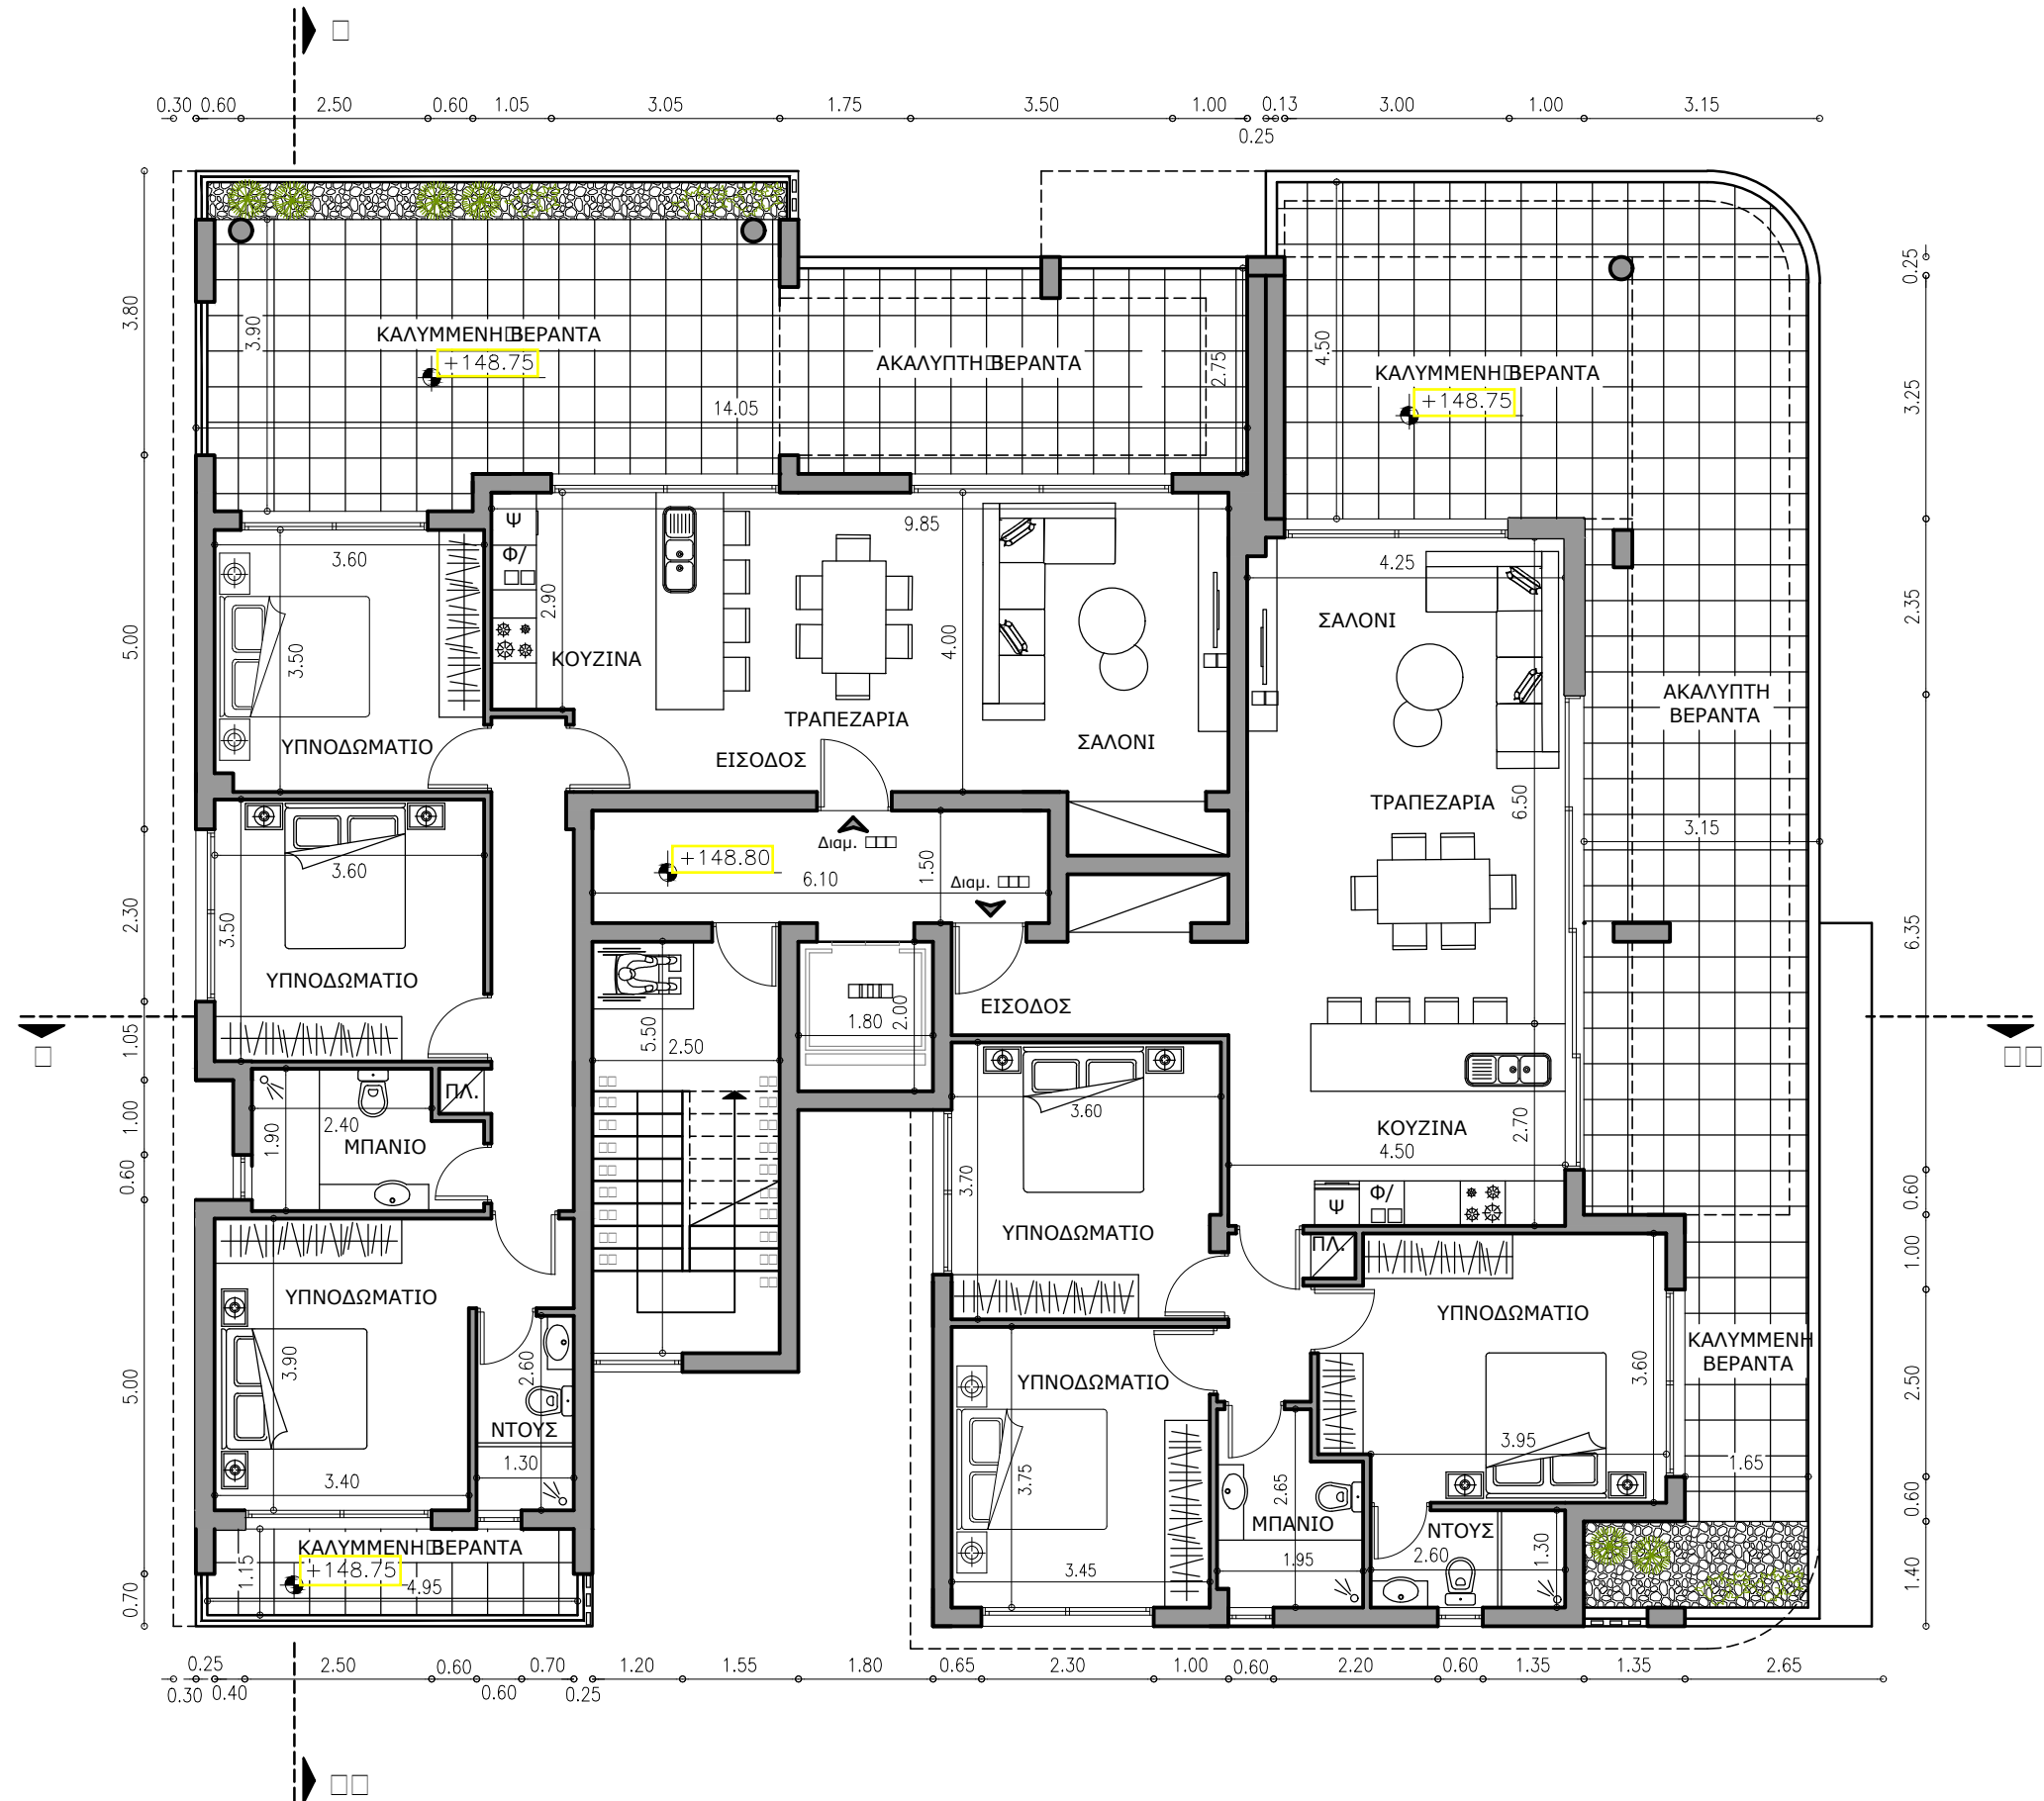 0.30 0.60 2.50 0.60 1.05 3.05 1.75 3.50 1.00 0.13 3.00 1.00 3.15
0.25
3.80
3.90
ΚΑΛΥΜΜΕΝΗ ΒΕΡΑΝΤΑ
+148.75
14.05
ΑΚΑΛΥΠΤΗ ΒΕΡΑΝΤΑ
2.75
4.50
ΚΑΛΥΜΜΕΝΗ ΒΕΡΑΝΤΑ
+148.75
0.25
3.25
Ψ
Φ/
9.85
3.60
2.90
3.50
5.00
ΚΟΥΖΙΝΑ
4.00
ΤΡΑΠΕΖΑΡΙΑ
ΥΠΝΟΔΩΜΑΤΙΟ
ΕΙΣΟΔΟΣ
ΣΑΛΟΝΙ
4.25
ΣΑΛΟΝΙ
2.35
ΑΚΑΛΥΠΤΗ
ΒΕΡΑΝΤΑ
ΤΡΑΠΕΖΑΡΙΑ
6.50
3.15
Διαμ.
+148.80
6.10
1.50
Διαμ.
3.60
3.50
2.30
ΥΠΝΟΔΩΜΑΤΙΟ
6.35
5.50
2.50
1.80
2.00
ΕΙΣΟΔΟΣ
1.05
ΠΛ.
2.40
1.90
ΜΠΑΝΙΟ
1.00
0.60
3.60
3.70
ΥΠΝΟΔΩΜΑΤΙΟ
ΚΟΥΖΙΝΑ
2.70
4.50
Ψ
Φ/
ΠΛ.
0.60
1.00
ΥΠΝΟΔΩΜΑΤΙΟ
3.90
2.60
ΝΤΟΥΣ
1.30
3.40
5.00
ΥΠΝΟΔΩΜΑΤΙΟ
3.75
3.45
ΥΠΝΟΔΩΜΑΤΙΟ
3.60
3.95
ΚΑΛΥΜΜΕΝΗ
ΒΕΡΑΝΤΑ
1.65
2.50
2.65
ΜΠΑΝΙΟ
1.95
ΝΤΟΥΣ
2.60
1.30
0.60
1.40
ΚΑΛΥΜΜΕΝΗ ΒΕΡΑΝΤΑ
+148.75
1.15
4.95
0.70
0.25 2.50 0.60 0.70 1.20 1.55 1.80 0.65 2.30 1.00 0.60 2.20 0.60 1.35 1.35 2.65
0.30 0.40 0.60 0.25